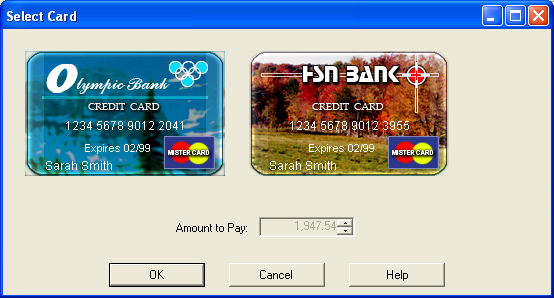 Select Card
Olympic Bank
CREDIT CARD
1234 5678 9012 2041
Expires 02/99
Sarah Smith
MISTER CARD
HSN BANK
CREDIT CARD
1234 5678 9012 3955
Expires 02/99
Sarah Smith
MISTER CARD
Amount to Pay: 1,947.54
OK Cancel Help